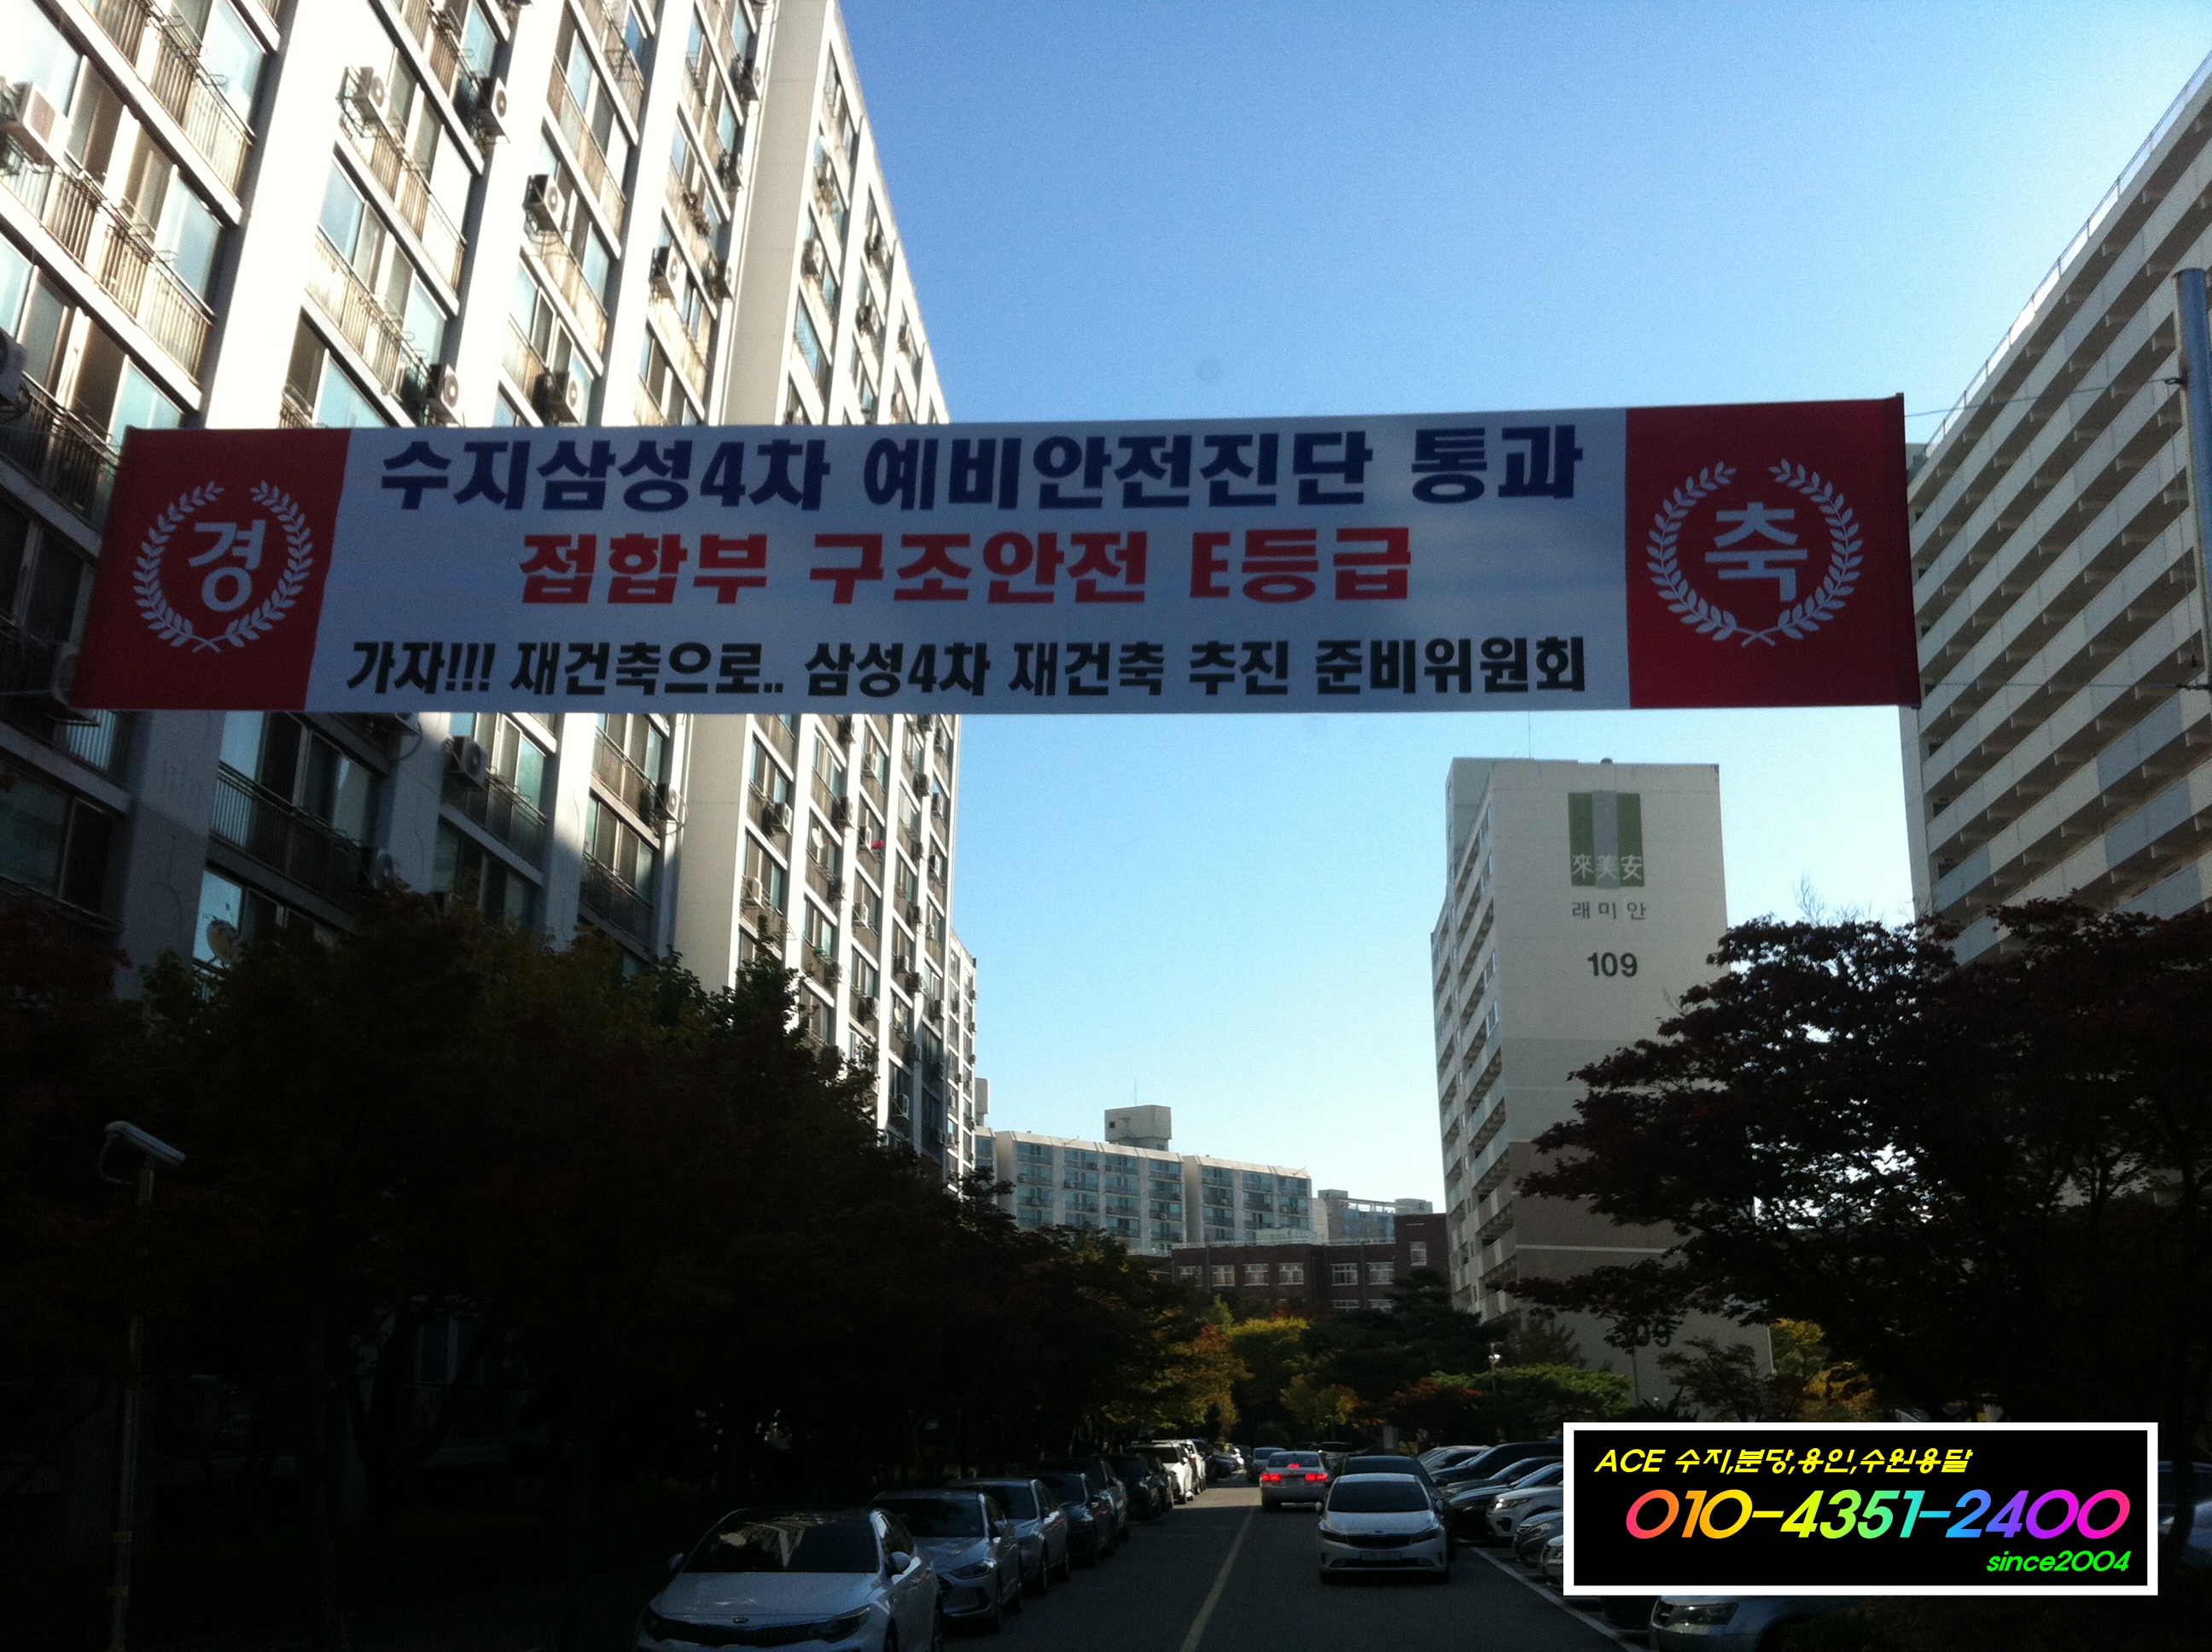 경
축
수지삼성4차 예비안전진단 통과
접합부 구조안전 E등급
가자!!! 재건축으로.. 삼성4차 재건축 추진 준비위원회
來美安
래미안
109
109
ACE 수지,분당,용인,수원용달
010-4351-2400
since2004